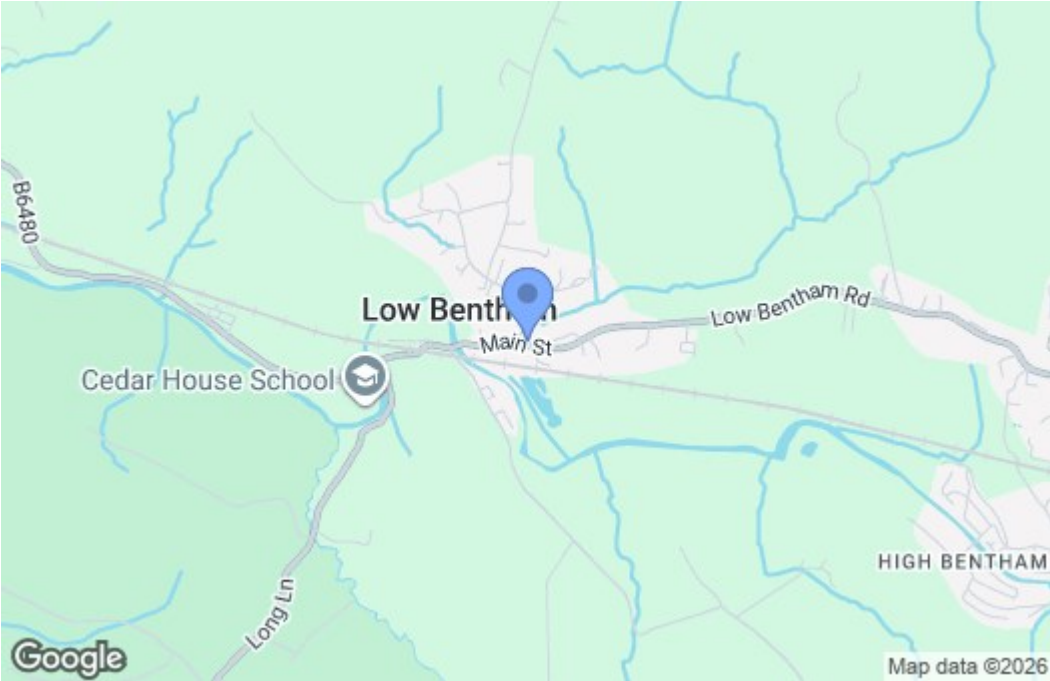 B6480
Low Bentham Rd
Low Bentham
Main St
Cedar House School
HIGH BENTHAM
Long Ln
Google
Map data ©2026